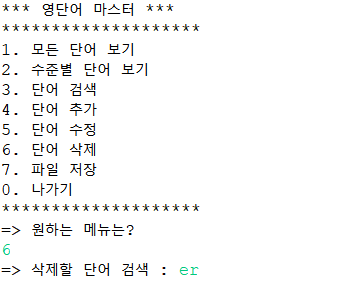 *** 영단어 마스터 ***
********************
1. 모든 단어 보기
2. 수준별 단어 보기
3. 단어 검색
4. 단어 추가
5. 단어 수정
6. 단어 삭제
7. 파일 저장
0. 나가기
********************
=> 원하는 메뉴는?
6
=> 삭제할 단어 검색 : er